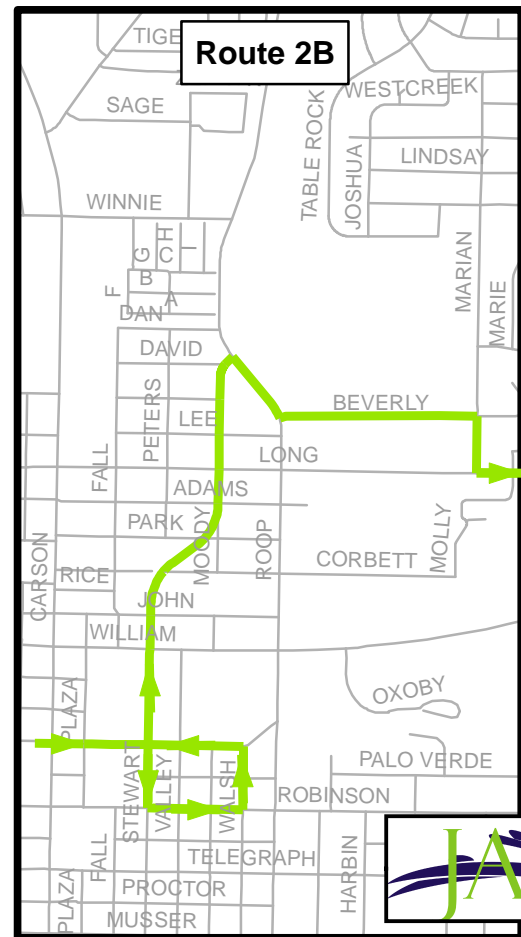 Route 2B
TIGE
SAGE
WESTCREEK
TABLE ROCK
JOSHUA
LINDSAY
WINNIE
H
G
C
I
B
F
A
DAN
MARIAN
MARIE
DAVID
BEVERLY
PETERS
LEE
FALL
LONG
ADAMS
PARK
MOODY
ROOP
MOLLY
CARSON
RICE
CORBETT
JOHN
WILLIAM
OXOBY
PLAZA
STEWART
VALLEY
WALSH
PALO VERDE
ROBINSON
FALL
TELEGRAPH
HARBIN
PLAZA
PROCTOR
MUSSER
JA